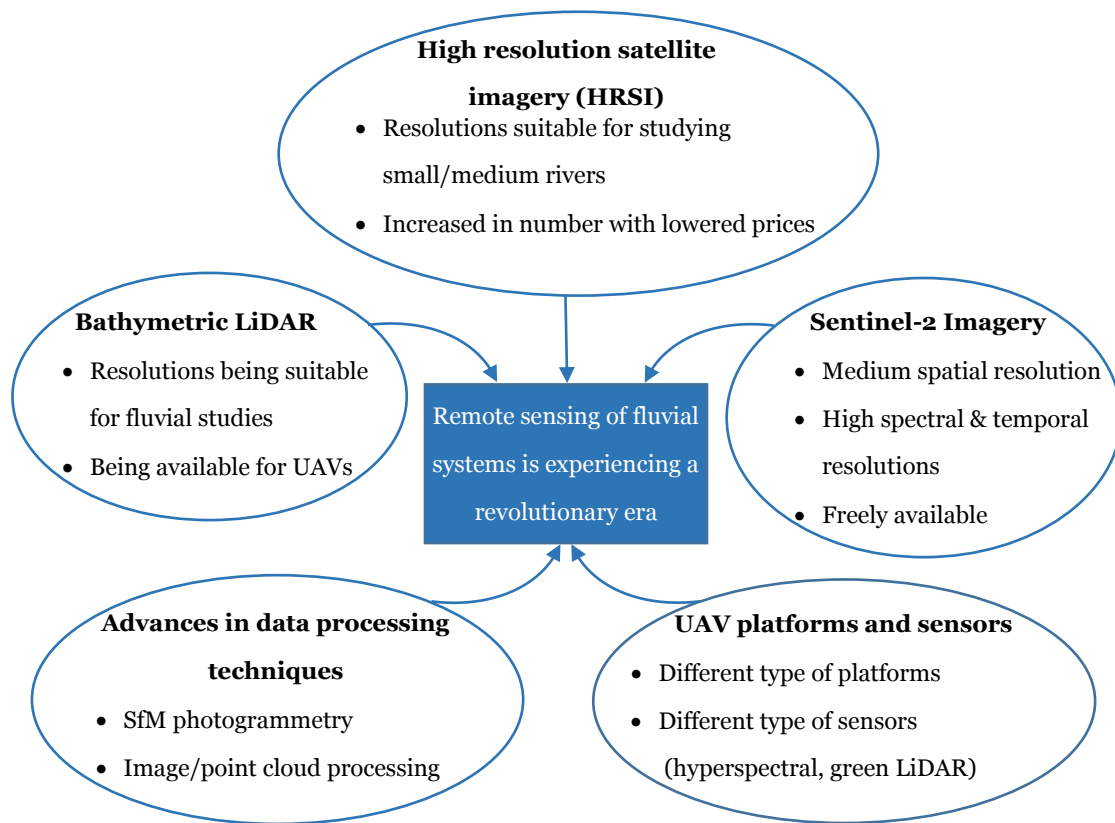 High resolution satellite
imagery (HRSI)
• Resolutions suitable for studying
small/medium rivers
• Increased in number with lowered prices
Bathymetric LiDAR
• Resolutions being suitable
for fluvial studies
• Being available for UAVs
Remote sensing of fluvial
systems is experiencing a
revolutionary era
Sentinel-2 Imagery
• Medium spatial resolution
• High spectral & temporal
resolutions
• Freely available
Advances in data processing
techniques
• SfM photogrammetry
• Image/point cloud processing
UAV platforms and sensors
• Different type of platforms
• Different type of sensors
(hyperspectral, green LiDAR)